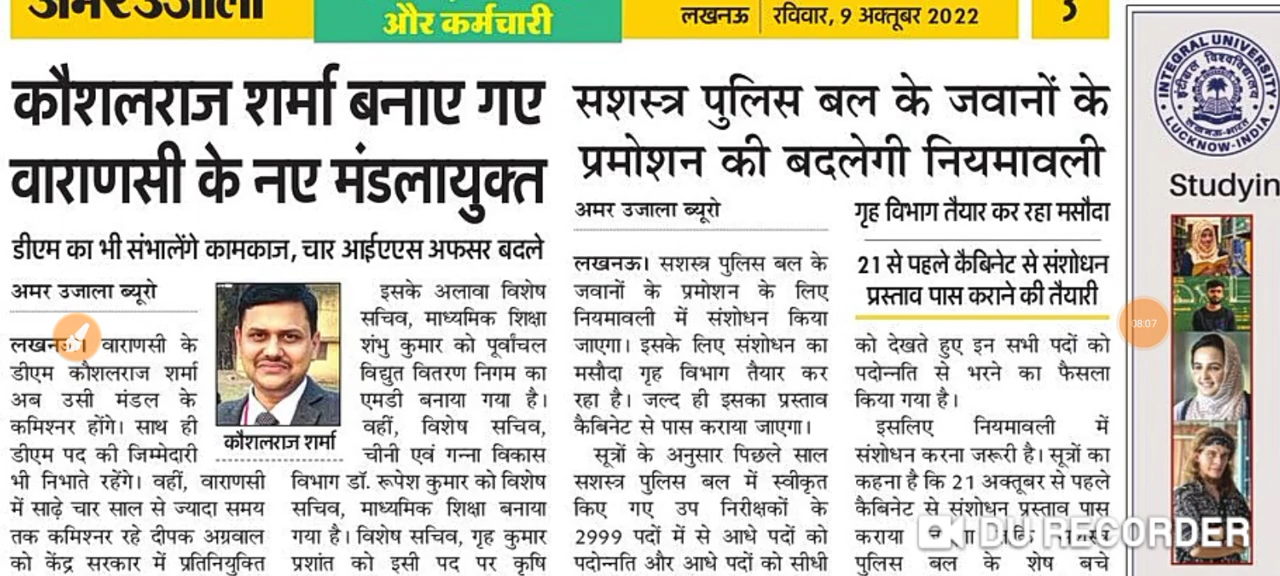 अमर उजाला
और कर्मचारी
लखनऊ | रविवार, 9 अक्तूबर 2022
कौशलराज शर्मा बनाए गए
वाराणसी के नए मंडलायुक्त
डीएम का भी संभालेंगे कामकाज, चार आईएएस अफसर बदले
अमर उजाला ब्यूरो
लखनऊ। वाराणसी के
डीएम कौशलराज शर्मा
अब उसी मंडल के
कमिश्नर होंगे। साथ ही
डीएम पद की जिम्मेदारी
भी निभाते रहेंगे। वहीं, वाराणसी
में साढ़े चार साल से ज्यादा समय
तक कमिश्नर रहे दीपक अग्रवाल
को केंद्र सरकार में प्रतिनियुक्ति
कौशलराज शर्मा
इसके अलावा विशेष
सचिव, माध्यमिक शिक्षा
शंभु कुमार को पूर्वांचल
विद्युत वितरण निगम का
एमडी बनाया गया है।
वहीं, विशेष सचिव,
चीनी एवं गन्ना विकास
विभाग डॉ. रूपेश कुमार को विशेष
सचिव, माध्यमिक शिक्षा बनाया
गया है। विशेष सचिव, गृह कुमार
प्रशांत को इसी पद पर कृषि
सशस्त्र पुलिस बल के जवानों के
प्रमोशन की बदलेगी नियमावली
अमर उजाला ब्यूरो
लखनऊ। सशस्त्र पुलिस बल के
जवानों के प्रमोशन के लिए
नियमावली में संशोधन किया
जाएगा। इसके लिए संशोधन का
मसौदा गृह विभाग तैयार कर
रहा है। जल्द ही इसका प्रस्ताव
कैबिनेट से पास कराया जाएगा।
सूत्रों के अनुसार पिछले साल
सशस्त्र पुलिस बल में स्वीकृत
किए गए उप निरीक्षकों के
2999 पदों में से आधे पदों को
पदोन्नति और आधे पदों को सीधी
गृह विभाग तैयार कर रहा मसौदा
21 से पहले कैबिनेट से संशोधन
प्रस्ताव पास कराने की तैयारी
को देखते हुए इन सभी पदों को
पदोन्नति से भरने का फैसला
किया गया है।
इसलिए नियमावली में
संशोधन करना जरूरी है। सूत्रों का
कहना है कि 21 अक्तूबर से पहले
कैबिनेट से संशोधन प्रस्ताव पास
कराया
पुलिस बल के शेष बचे
INTEGRAL UNIVERSITY
LUCKNOW-INDIA
Studyin
08:07
DU RECORDER